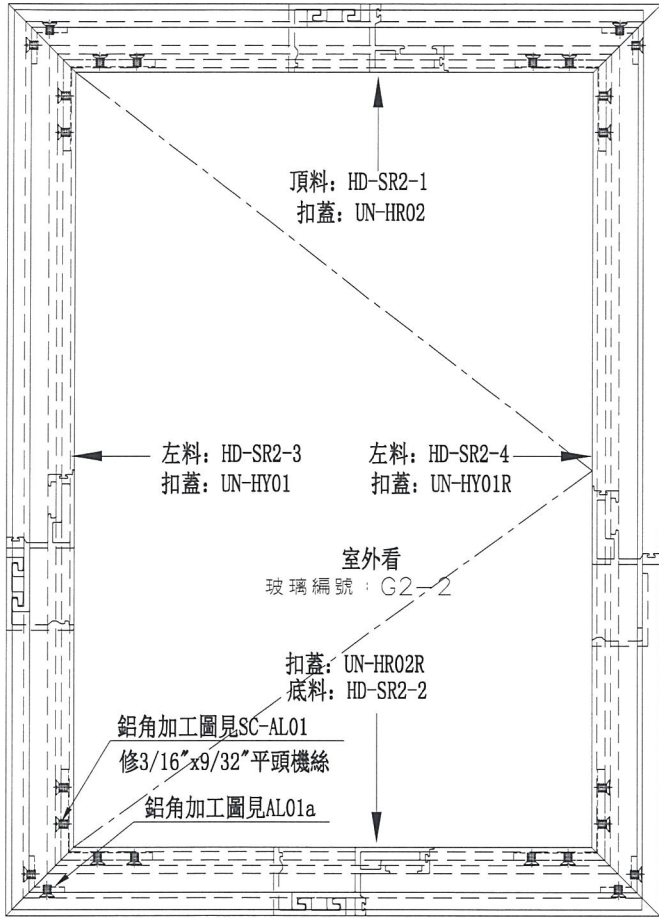 頂料: HD-SR2-1
扣蓋: UN-HR02
左料: HD-SR2-3
扣蓋: UN-HY01
左料: HD-SR2-4
扣蓋: UN-HY01R
室外看
玻璃編號：G2-2
扣蓋: UN-HR02R
底料: HD-SR2-2
鋁角加工圖見SC-AL01
修3/16"x9/32"平頭機絲
鋁角加工圖見AL01a